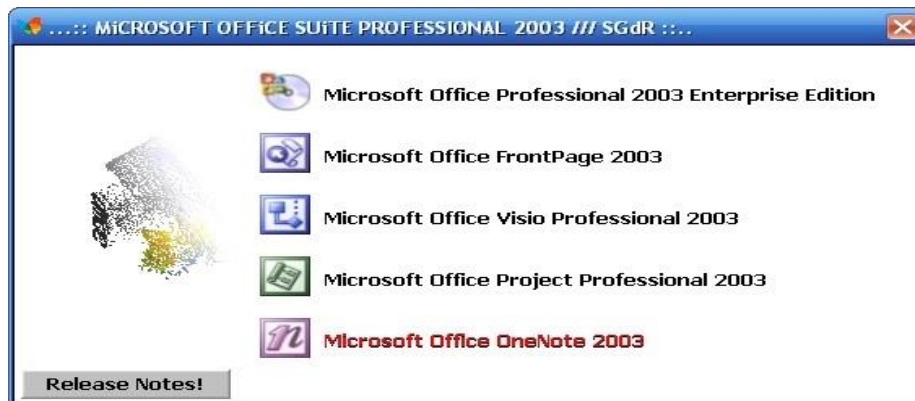 ...:: MiCROSOFT OFFiCE SUiTE PROFESSIONAL 2003 /// SGdR ::..
Microsoft Office Professional 2003 Enterprise Edition
Microsoft Office FrontPage 2003
Microsoft Office Visio Professional 2003
Microsoft Office Project Professional 2003
Microsoft Office OneNote 2003
Release Notes!